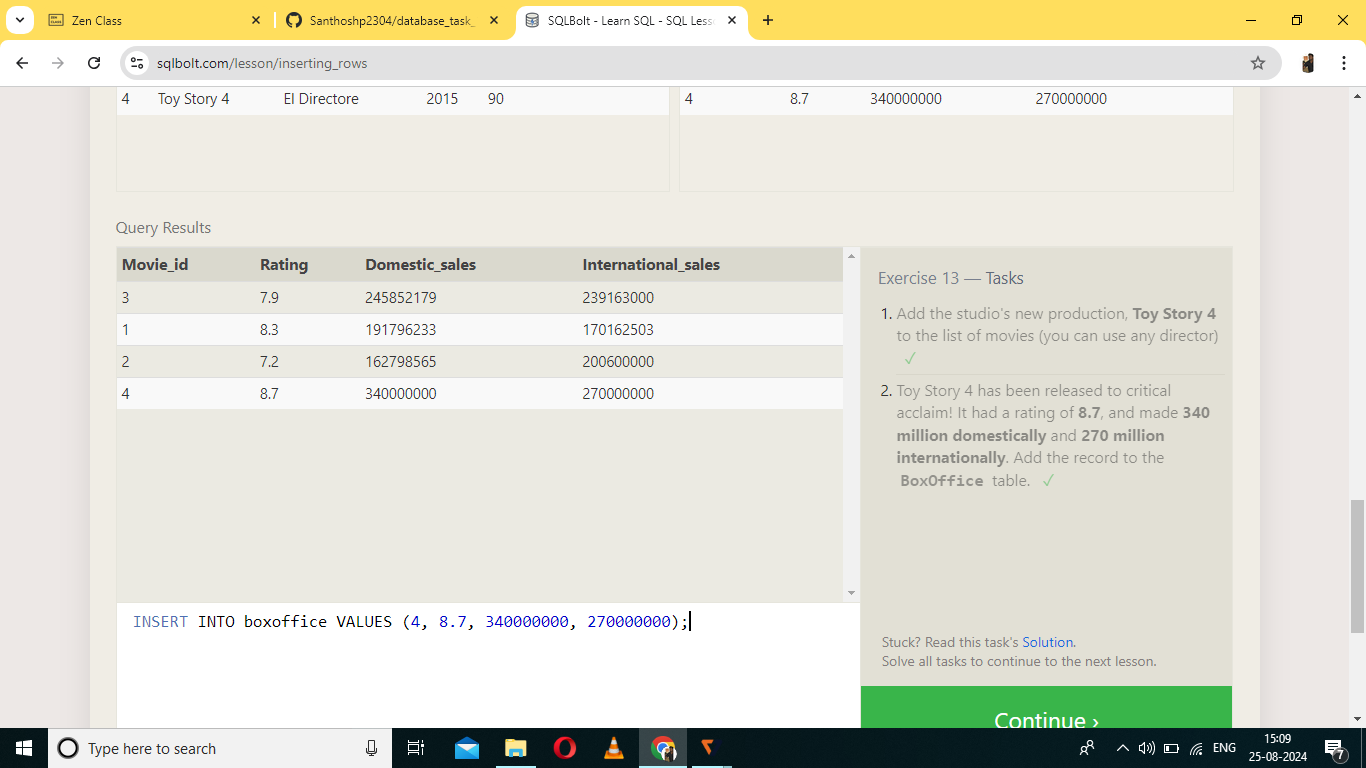 Zen Class
Santhoshp2304/database_task_
SQLBolt - Learn SQL - SQL Less
sqlbolt.com/lesson/inserting_rows
4 Toy Story 4 El Directore 2015 90
4 8.7 340000000 270000000
Query Results
Movie_id Rating Domestic_sales International_sales
3 7.9 245852179 239163000
1 8.3 191796233 170162503
2 7.2 162798565 200600000
4 8.7 340000000 270000000
Exercise 13 — Tasks
1. Add the studio's new production, Toy Story 4
to the list of movies (you can use any director)
✓
2. Toy Story 4 has been released to critical
acclaim! It had a rating of 8.7, and made 340
million domestically and 270 million
internationally. Add the record to the
BoxOffice table. ✓
INSERT INTO boxoffice VALUES (4, 8.7, 340000000, 270000000);
Stuck? Read this task's Solution.
Solve all tasks to continue to the next lesson.
Continue ›
Type here to search
ENG
15:09
25-08-2024
7